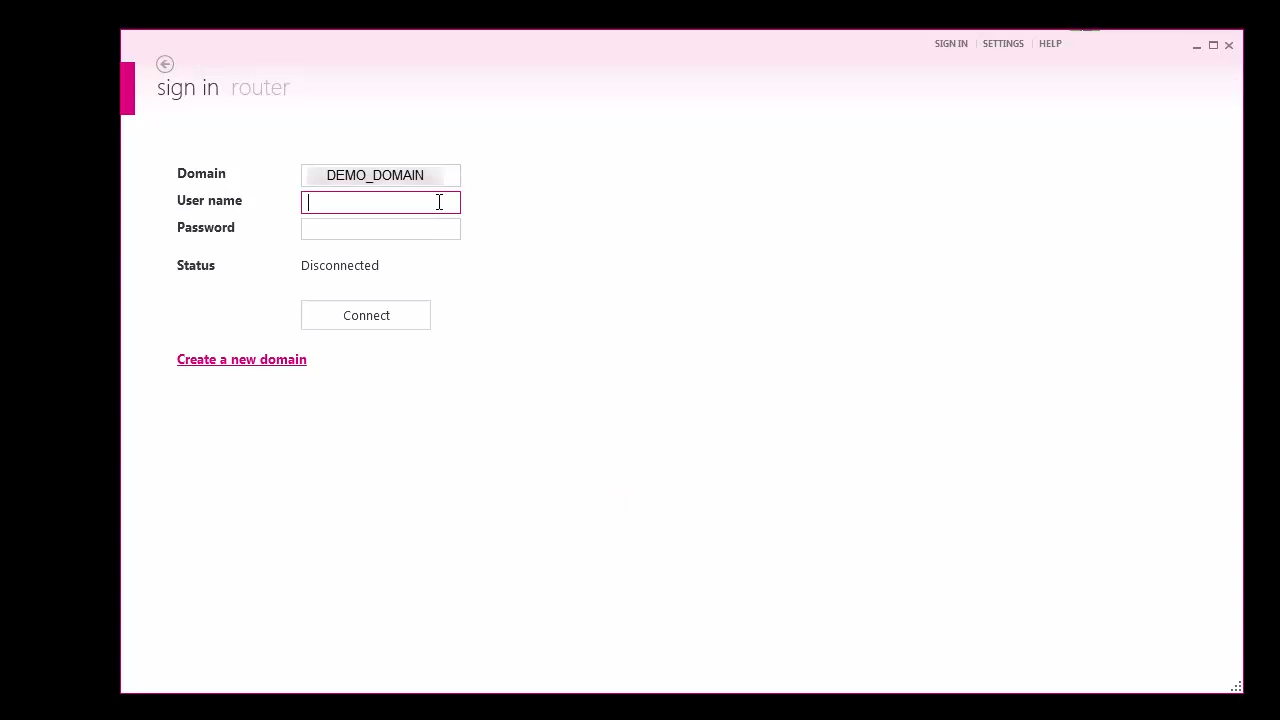 SIGN IN SETTINGS HELP
sign in router
Domain DEMO_DOMAIN
User name
Password
Status Disconnected
Connect
Create a new domain